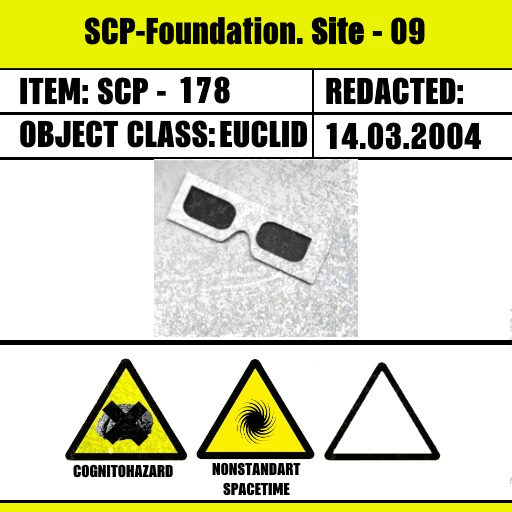 SCP-Foundation. Site - 09
ITEM: SCP - 178
REDACTED:
OBJECT CLASS: EUCLID
14.03.2004
COGNITOHAZARD
NONSTANDART
SPACETIME